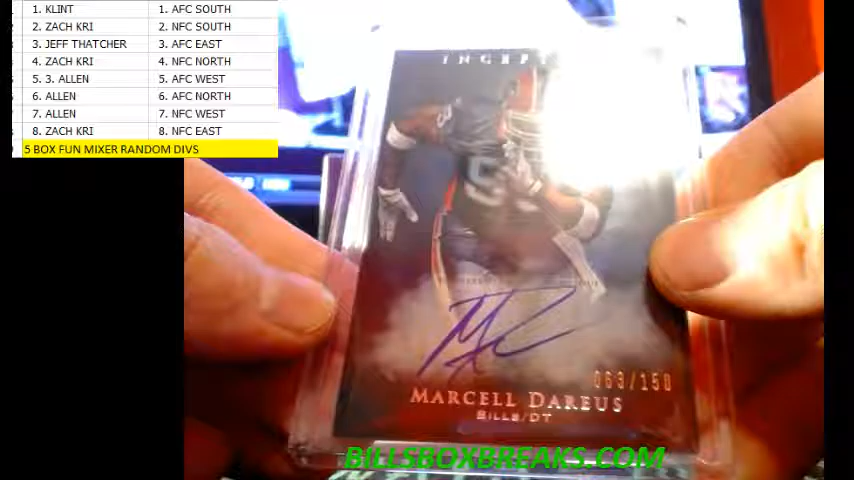 1. KLINT 1. AFC SOUTH
2. ZACH KRI 2. NFC SOUTH
3. JEFF THATCHER 3. AFC EAST
4. ZACH KRI 4. NFC NORTH
5. 3. ALLEN 5. AFC WEST
6. ALLEN 6. AFC NORTH
7. ALLEN 7. NFC WEST
8. ZACH KRI 8. NFC EAST
5 BOX FUN MIXER RANDOM DIVS
063/150
MARCELL DAREUS
BILLS/DT
BILLSBOXBREAKS.COM